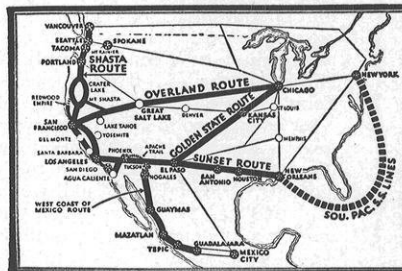 VANCOUVER
SEATTLE
SPOKANE
TACOMA
MT RAINIER
PORTLAND
SHASTA
ROUTE
CRATER
LAKE
MT SHASTA
REDWOOD
EMPIRE
OVERLAND ROUTE
CHICAGO
NEW YORK
GREAT
SALT LAKE
DENVER
GOLDEN STATE ROUTE
KANSAS
CITY
ST LOUIS
SAN
FRANCISCO
LAKE TAHOE
YOSEMITE
DEL MONTE
MEMPHIS
SANTA BARBARA
PHOENIX
APACHE
TRAIL
LOS ANGELES
SAN DIEGO
TUCSON
EL PASO
SUNSET ROUTE
AGUA CALIENTE
NOGALES
SAN
ANTONIO
HOUSTON
NEW
ORLEANS
SOU. PAC. S.S. LINES
WEST COAST OF
MEXICO ROUTE
GUAYMAS
MAZATLAN
TEPIC
GUADALAJARA
MEXICO
CITY